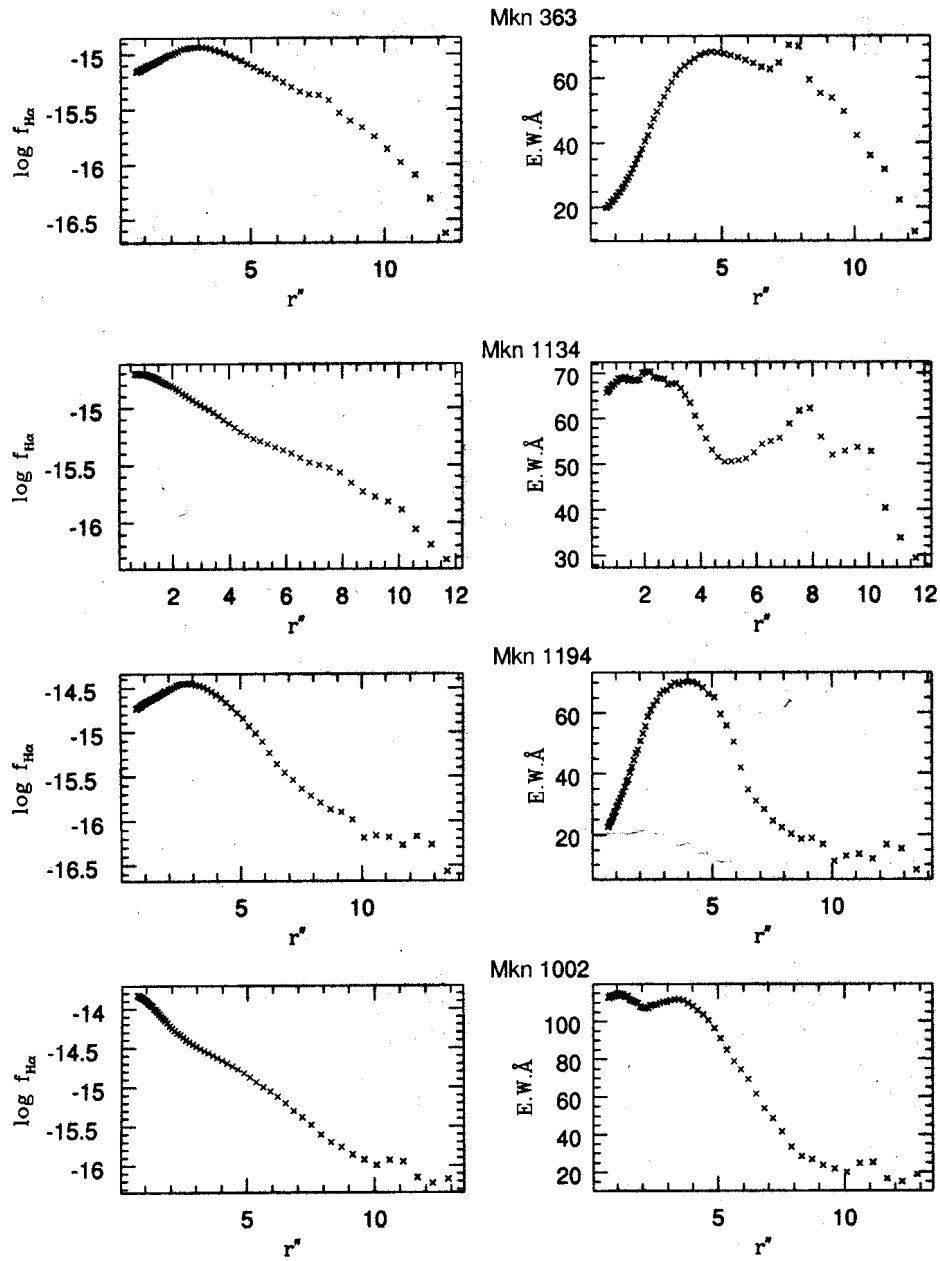 Mkn 363
log f_Hα
-15
-15.5
-16
-16.5
5 10
r″
E.W.Å
60
40
20
5 10
r″
Mkn 1134
log f_Hα
-15
-15.5
-16
2 4 6 8 10 12
r″
E.W.Å
70
60
50
40
30
2 4 6 8 10 12
r″
Mkn 1194
log f_Hα
-14.5
-15
-15.5
-16
-16.5
5 10
r″
E.W.Å
60
40
20
5 10
r″
Mkn 1002
log f_Hα
-14
-14.5
-15
-15.5
-16
5 10
r″
E.W.Å
100
80
60
40
20
5 10
r″